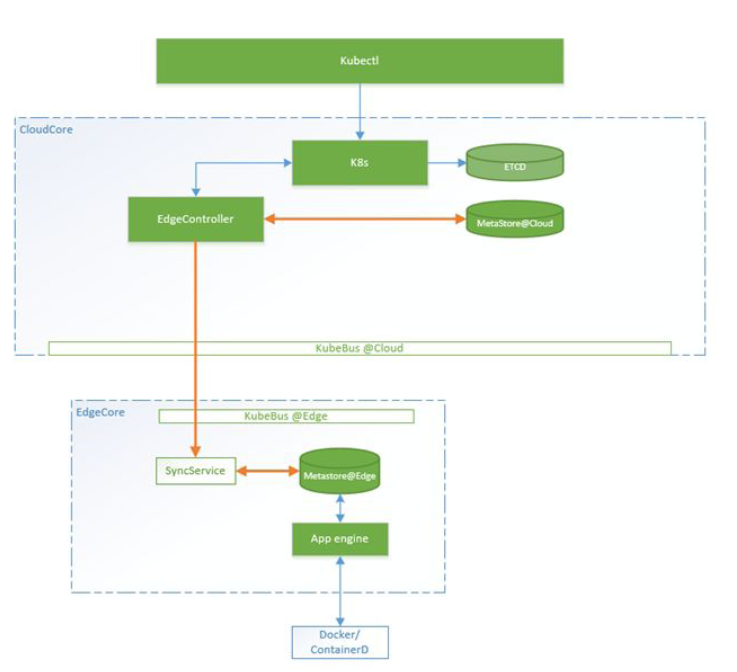 Kubectl
CloudCore
K8s
ETCD
EdgeController
MetaStore@Cloud
KubeBus @Cloud
EdgeCore
KubeBus @Edge
SyncService
Metastore@Edge
App engine
Docker/
ContainerD